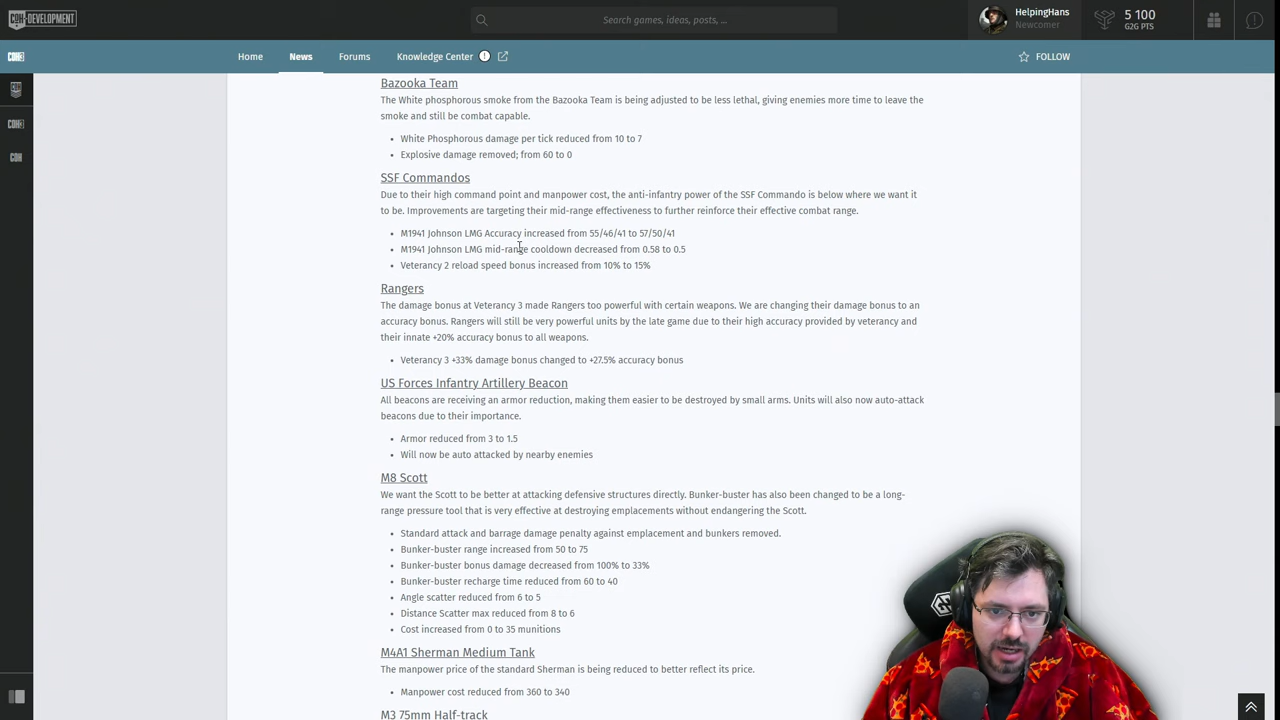 COH-DEVELOPMENT
Search games, ideas, posts, ...
HelpingHans
Newcomer
5 100
G2G PTS
COH3
Home
News
Forums
Knowledge Center
FOLLOW
Bazooka Team
The White phosphorous smoke from the Bazooka Team is being adjusted to be less lethal, giving enemies more time to leave the
smoke and still be combat capable.
• White Phosphorous damage per tick reduced from 10 to 7
• Explosive damage removed; from 60 to 0
SSF Commandos
Due to their high command point and manpower cost, the anti-infantry power of the SSF Commando is below where we want it
to be. Improvements are targeting their mid-range effectiveness to further reinforce their effective combat range.
• M1941 Johnson LMG Accuracy increased from 55/46/41 to 57/50/41
• M1941 Johnson LMG mid-range cooldown decreased from 0.58 to 0.5
• Veterancy 2 reload speed bonus increased from 10% to 15%
Rangers
The damage bonus at Veterancy 3 made Rangers too powerful with certain weapons. We are changing their damage bonus to an
accuracy bonus. Rangers will still be very powerful units by the late game due to their high accuracy provided by veterancy and
their innate +20% accuracy bonus to all weapons.
• Veterancy 3 +33% damage bonus changed to +27.5% accuracy bonus
US Forces Infantry Artillery Beacon
All beacons are receiving an armor reduction, making them easier to be destroyed by small arms. Units will also now auto-attack
beacons due to their importance.
• Armor reduced from 3 to 1.5
• Will now be auto attacked by nearby enemies
M8 Scott
We want the Scott to be better at attacking defensive structures directly. Bunker-buster has also been changed to be a long-
range pressure tool that is very effective at destroying emplacements without endangering the Scott.
• Standard attack and barrage damage penalty against emplacement and bunkers removed.
• Bunker-buster range increased from 50 to 75
• Bunker-buster bonus damage decreased from 100% to 33%
• Bunker-buster recharge time reduced from 60 to 40
• Angle scatter reduced from 6 to 5
• Distance Scatter max reduced from 8 to 6
• Cost increased from 0 to 35 munitions
M4A1 Sherman Medium Tank
The manpower price of the standard Sherman is being reduced to better reflect its price.
• Manpower cost reduced from 360 to 340
M3 75mm Half-track